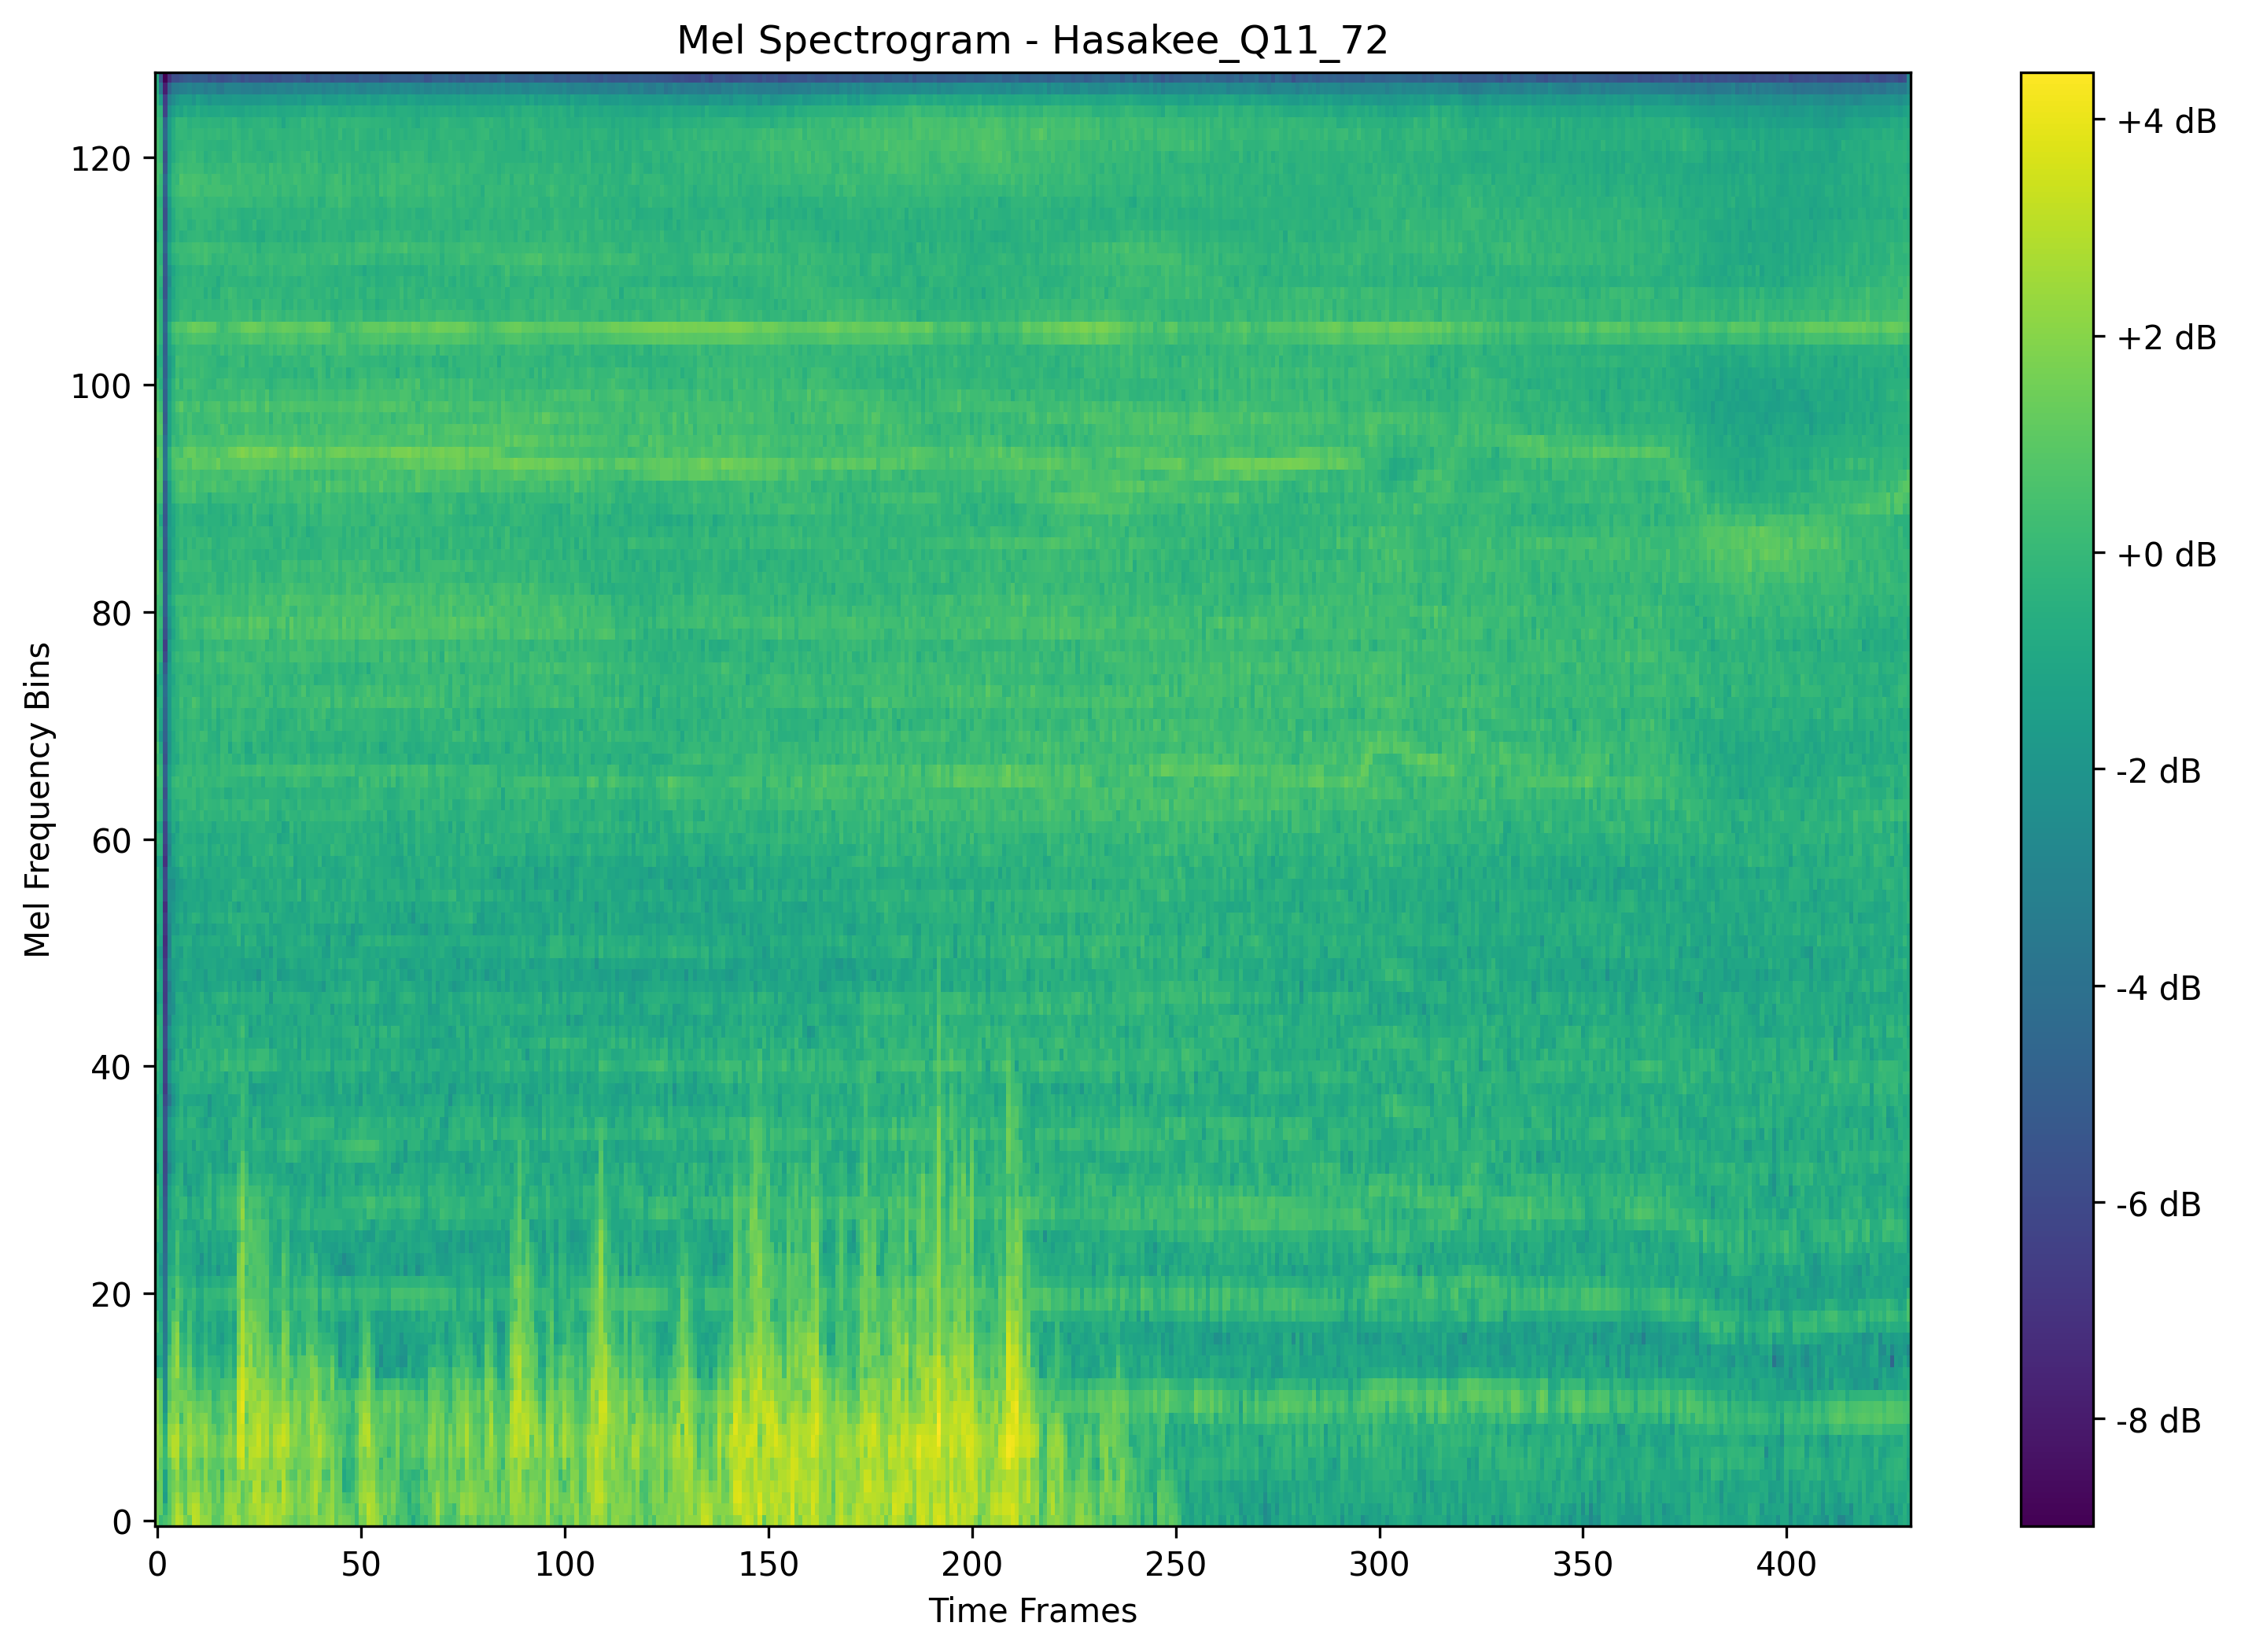 Mel Spectrogram - Hasakee_Q11_72
Mel Frequency Bins
120
100
80
60
40
20
0
0 50 100 150 200 250 300 350 400
Time Frames
+4 dB
+2 dB
+0 dB
-2 dB
-4 dB
-6 dB
-8 dB